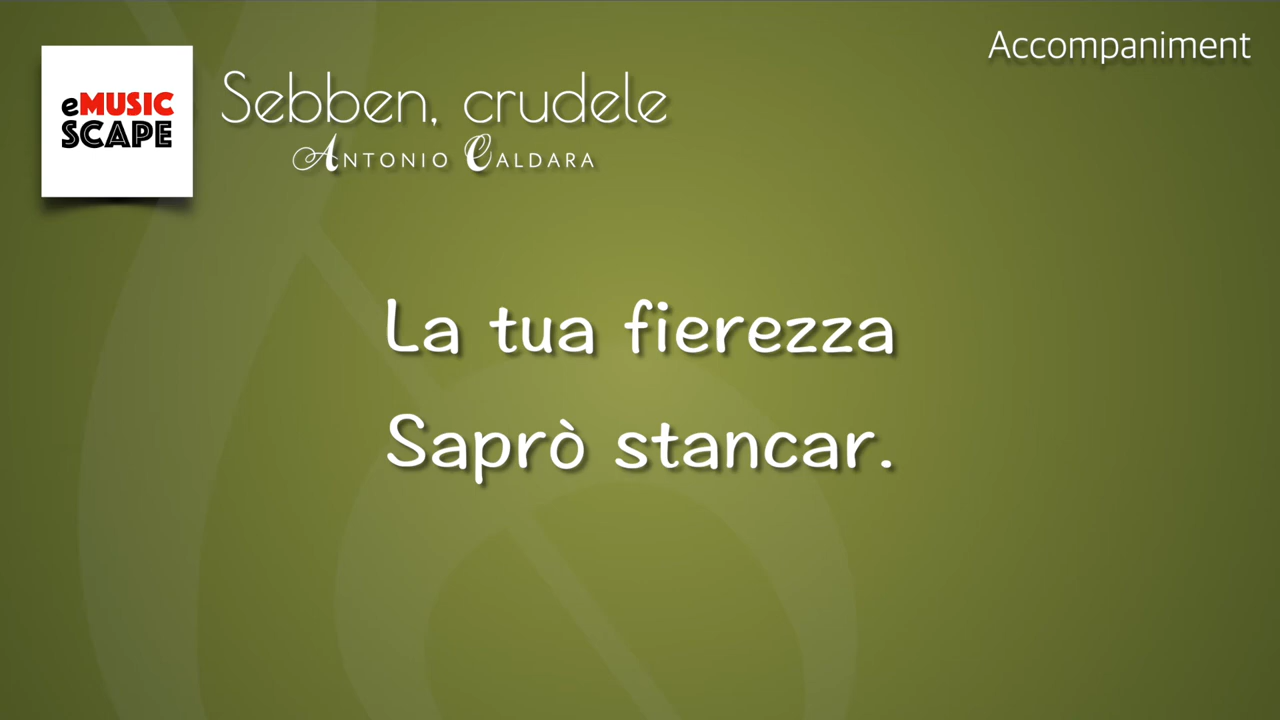 Accompaniment
eMUSIC
SCAPE
Sebben, crudele
ANTONIO CALDARA
La tua fierezza
Saprò stancar.